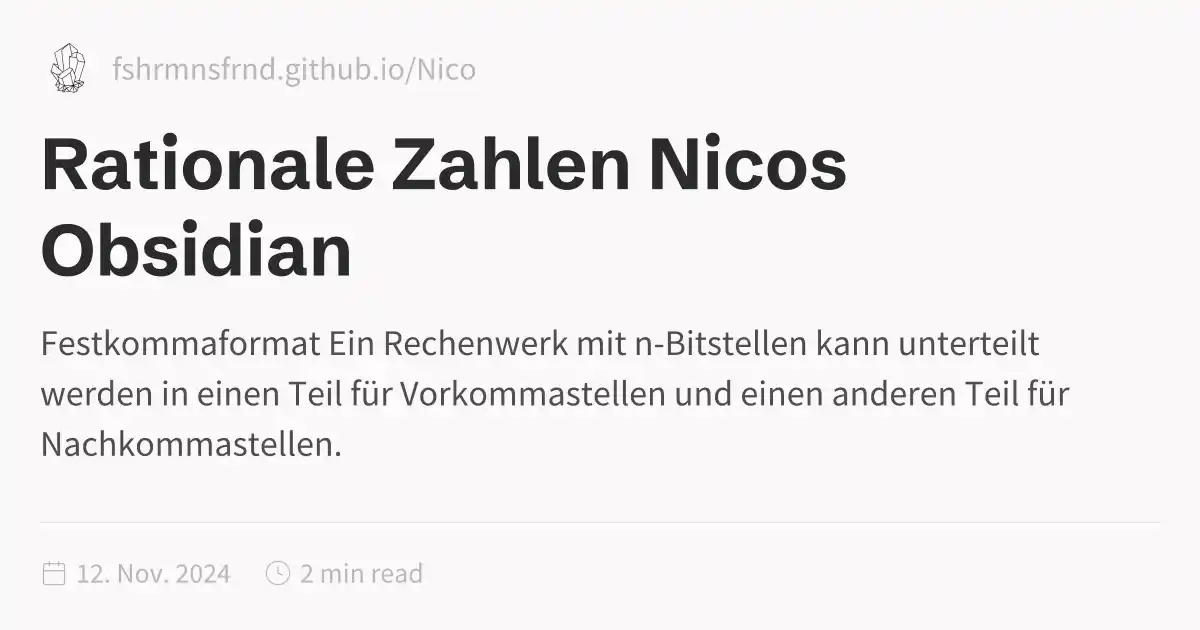 fshrmnsfrnd.github.io/Nico
Rationale Zahlen Nicos
Obsidian
Festkommaformat Ein Rechenwerk mit n-Bitstellen kann unterteilt
werden in einen Teil für Vorkommastellen und einen anderen Teil für
Nachkommastellen.
12. Nov. 2024 2 min read